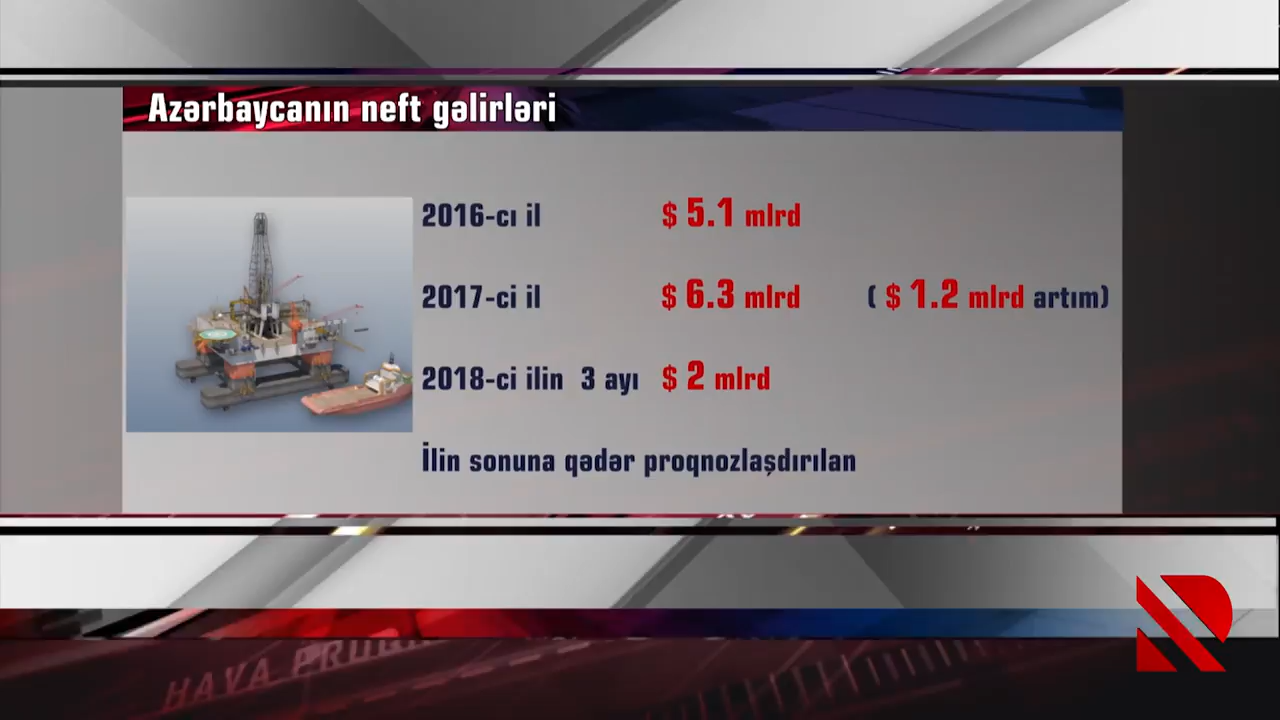 Azərbaycanın neft gəlirləri
2016-cı il $ 5.1 mlrd
2017-ci il $ 6.3 mlrd ( $ 1.2 mlrd artım)
2018-ci ilin 3 ayı $ 2 mlrd
İlin sonuna qədər proqnozlaşdırılan
HAVA